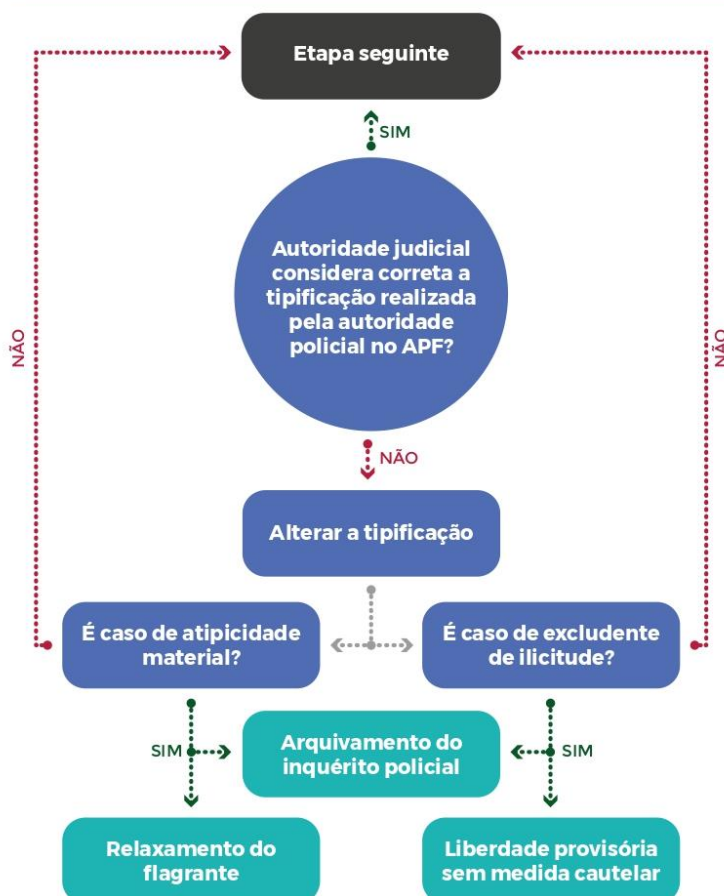 Etapa seguinte
SIM
Autoridade judicial
considera correta a
tipificação realizada
pela autoridade
policial no APF?
NÃO
NÃO
NÃO
Alterar a tipificação
É caso de atipicidade
material?
É caso de excludente
de ilicitude?
SIM
Arquivamento do
inquérito policial
SIM
Relaxamento do
flagrante
Liberdade provisória
sem medida cautelar